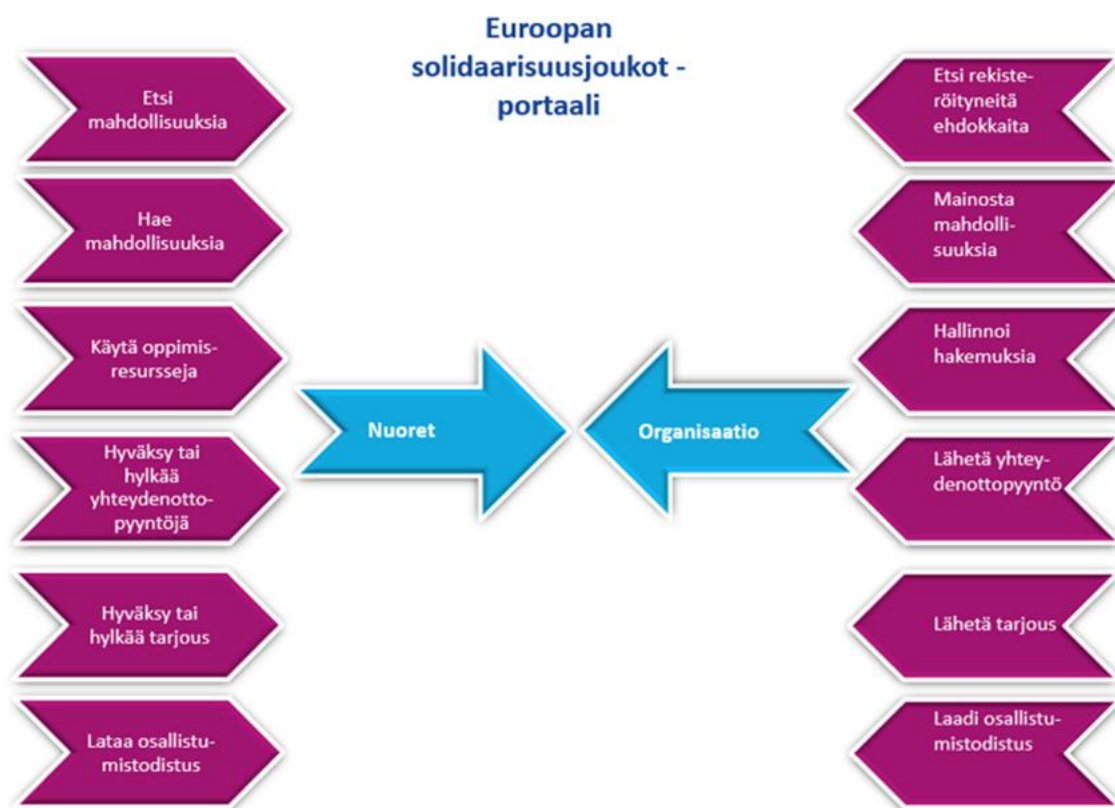 Euroopan
solidaarisuusjoukot -
portaali
Etsi
mahdollisuuksia
Hae
mahdollisuuksia
Käytä oppimis-
resursseja
Hyväksy tai
hylkää
yhteydenotto-
pyyntöjä
Hyväksy tai
hylkää tarjous
Lataa osallistu-
mistodistus
Nuoret
Organisaatio
Etsi rekiste-
röityneitä
ehdokkaita
Mainosta
mahdolli-
suuksia
Hallinnoi
hakemuksia
Lähetä yhtey-
denottopyyntö
Lähetä tarjous
Laadi osallistu-
mistodistus